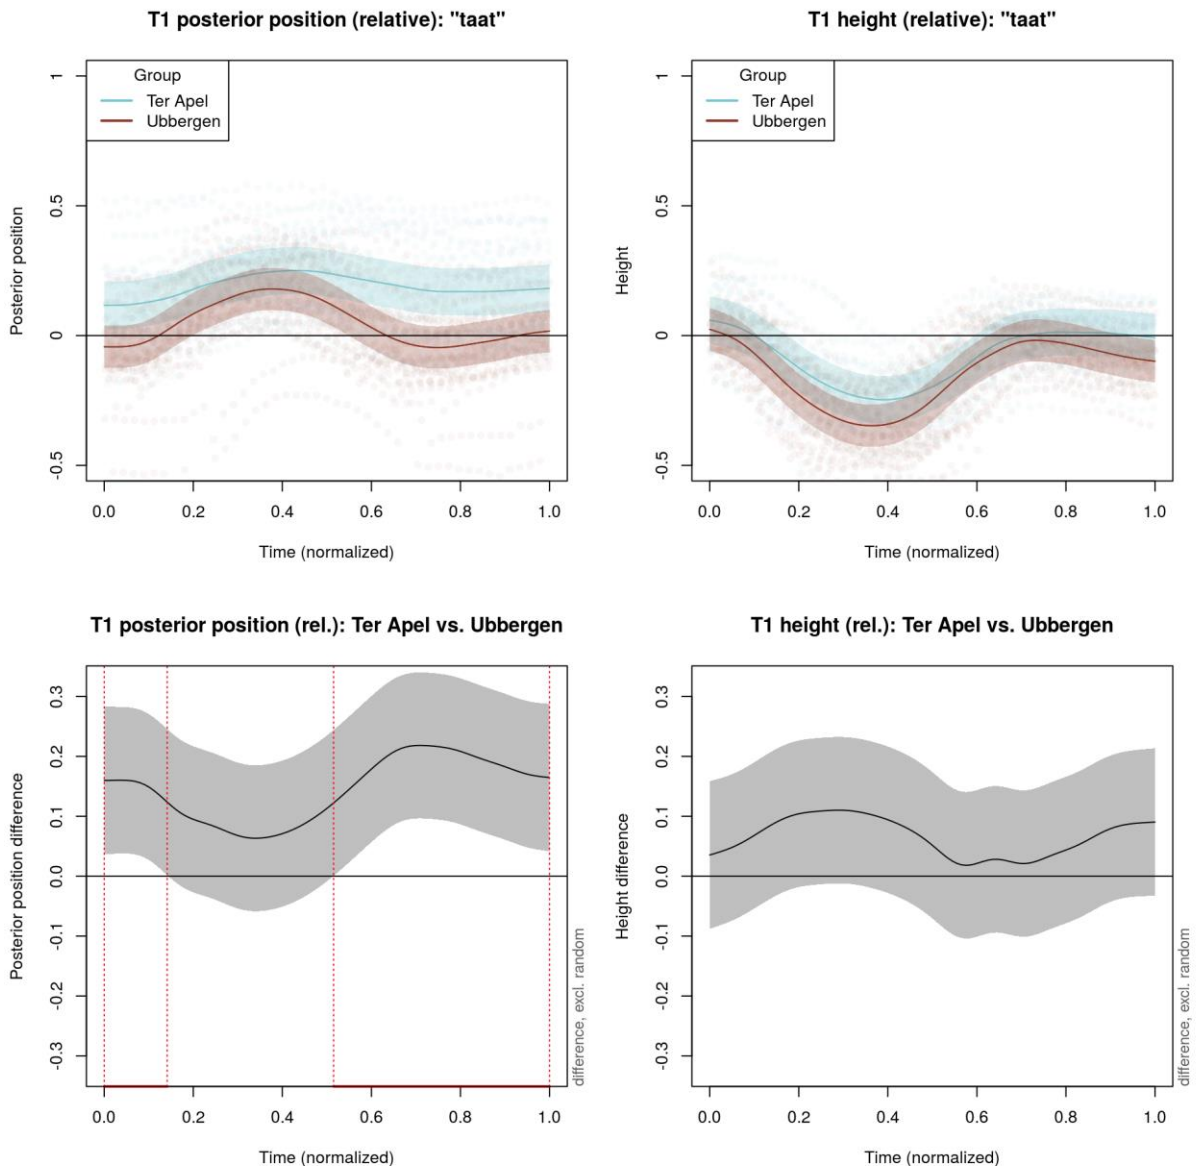 T1 posterior position (relative): "taat"
Posterior position
1
0.5
0
-0.5
Group
Ter Apel
Ubbergen
0.0 0.2 0.4 0.6 0.8 1.0
Time (normalized)
T1 height (relative): "taat"
Height
1
0.5
0
-0.5
Group
Ter Apel
Ubbergen
0.0 0.2 0.4 0.6 0.8 1.0
Time (normalized)
T1 posterior position (rel.): Ter Apel vs. Ubbergen
Posterior position difference
0.3
0.2
0.1
0.0
-0.1
-0.2
-0.3
difference, excl. random
0.0 0.2 0.4 0.6 0.8 1.0
Time (normalized)
T1 height (rel.): Ter Apel vs. Ubbergen
Height difference
0.3
0.2
0.1
0.0
-0.1
-0.2
-0.3
difference, excl. random
0.0 0.2 0.4 0.6 0.8 1.0
Time (normalized)